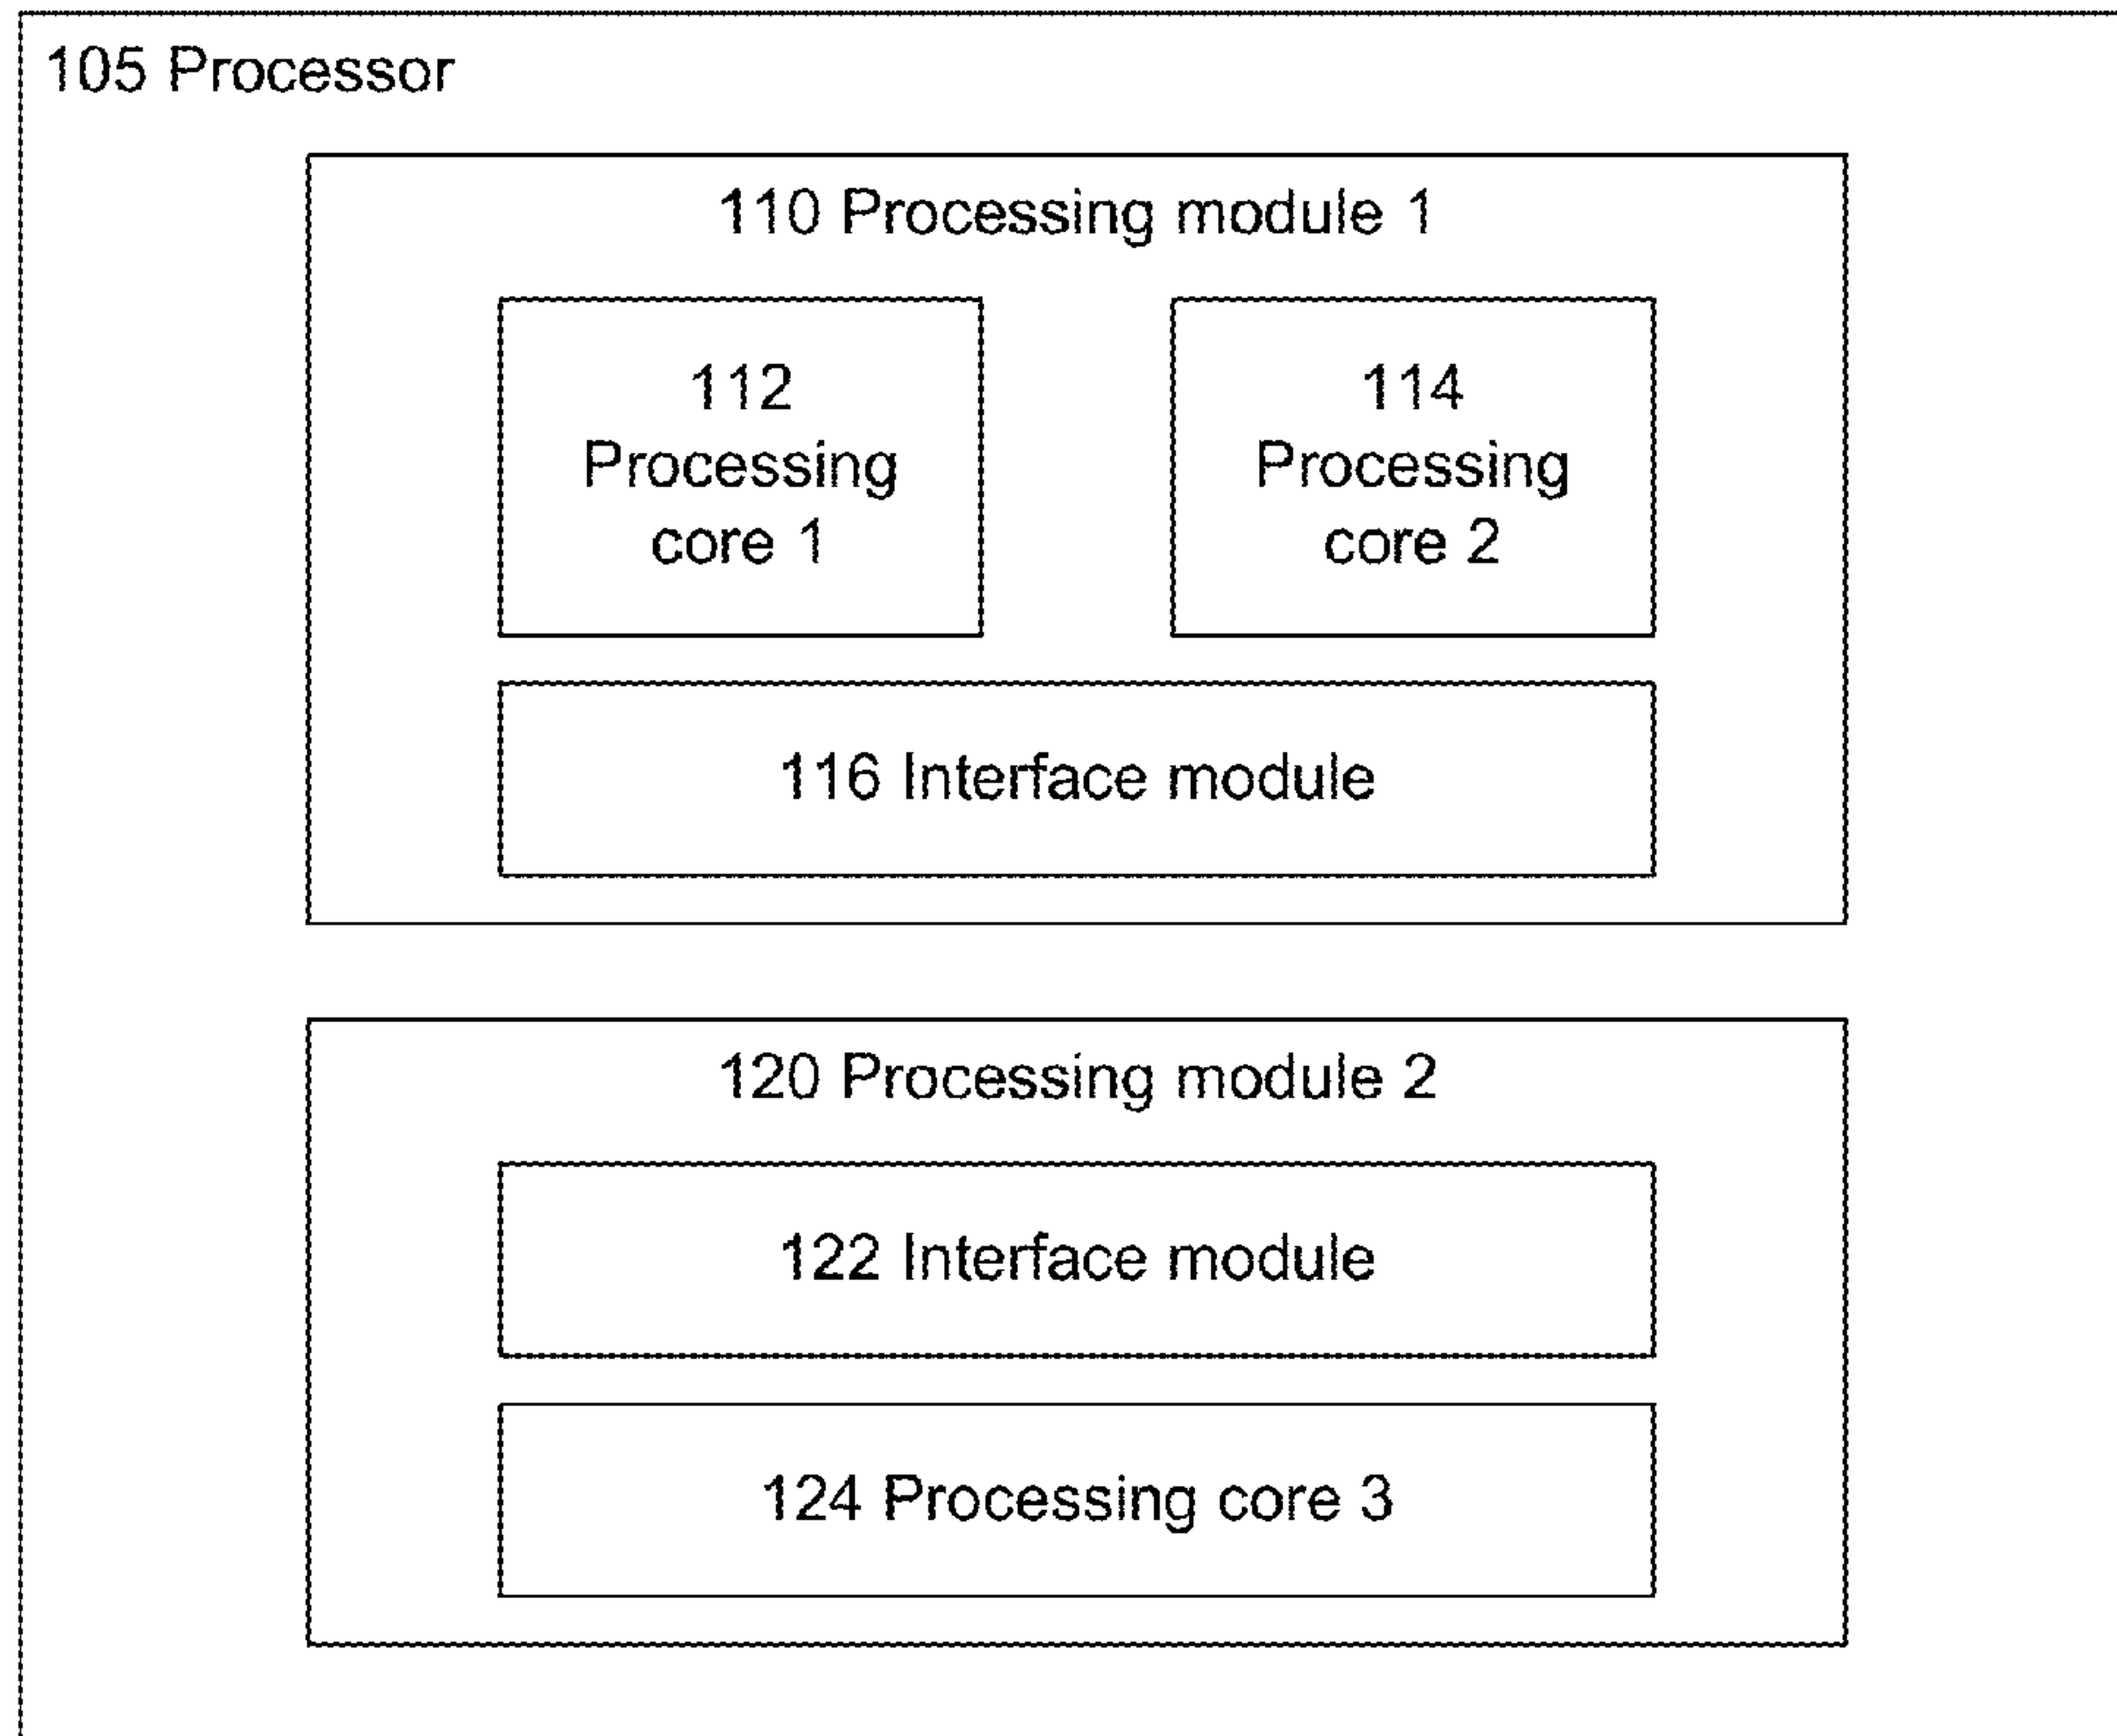 105 Processor
110 Processing module 1
112
Processing
core 1
114
Processing
core 2
116 Interface module
120 Processing module 2
122 Interface module
124 Processing core 3